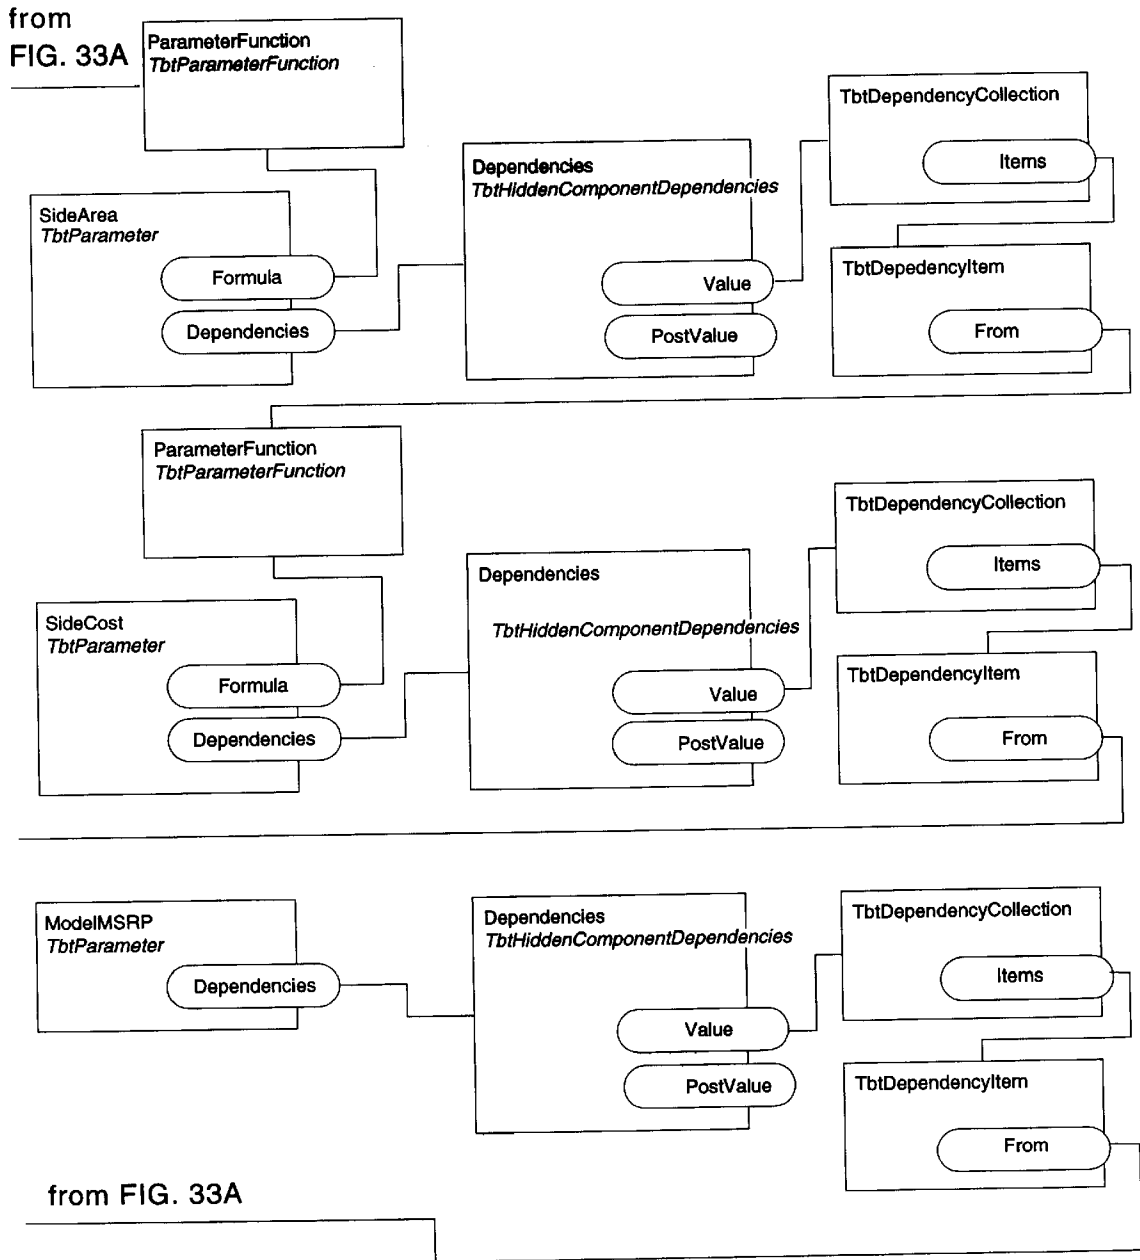 from
FIG. 33A
ParameterFunction
TbtParameterFunction
TbtDependencyCollection
Items
Dependencies
TbtHiddenComponentDependencies
SideArea
TbtParameter
Formula
Dependencies
Value
PostValue
TbtDepedencyItem
From
ParameterFunction
TbtParameterFunction
TbtDependencyCollection
Items
Dependencies
TbtHiddenComponentDependencies
SideCost
TbtParameter
Formula
Dependencies
Value
PostValue
TbtDependencyItem
From
ModelMSRP
TbtParameter
Dependencies
Dependencies
TbtHiddenComponentDependencies
Value
PostValue
TbtDependencyCollection
Items
TbtDependencyItem
From
from FIG. 33A